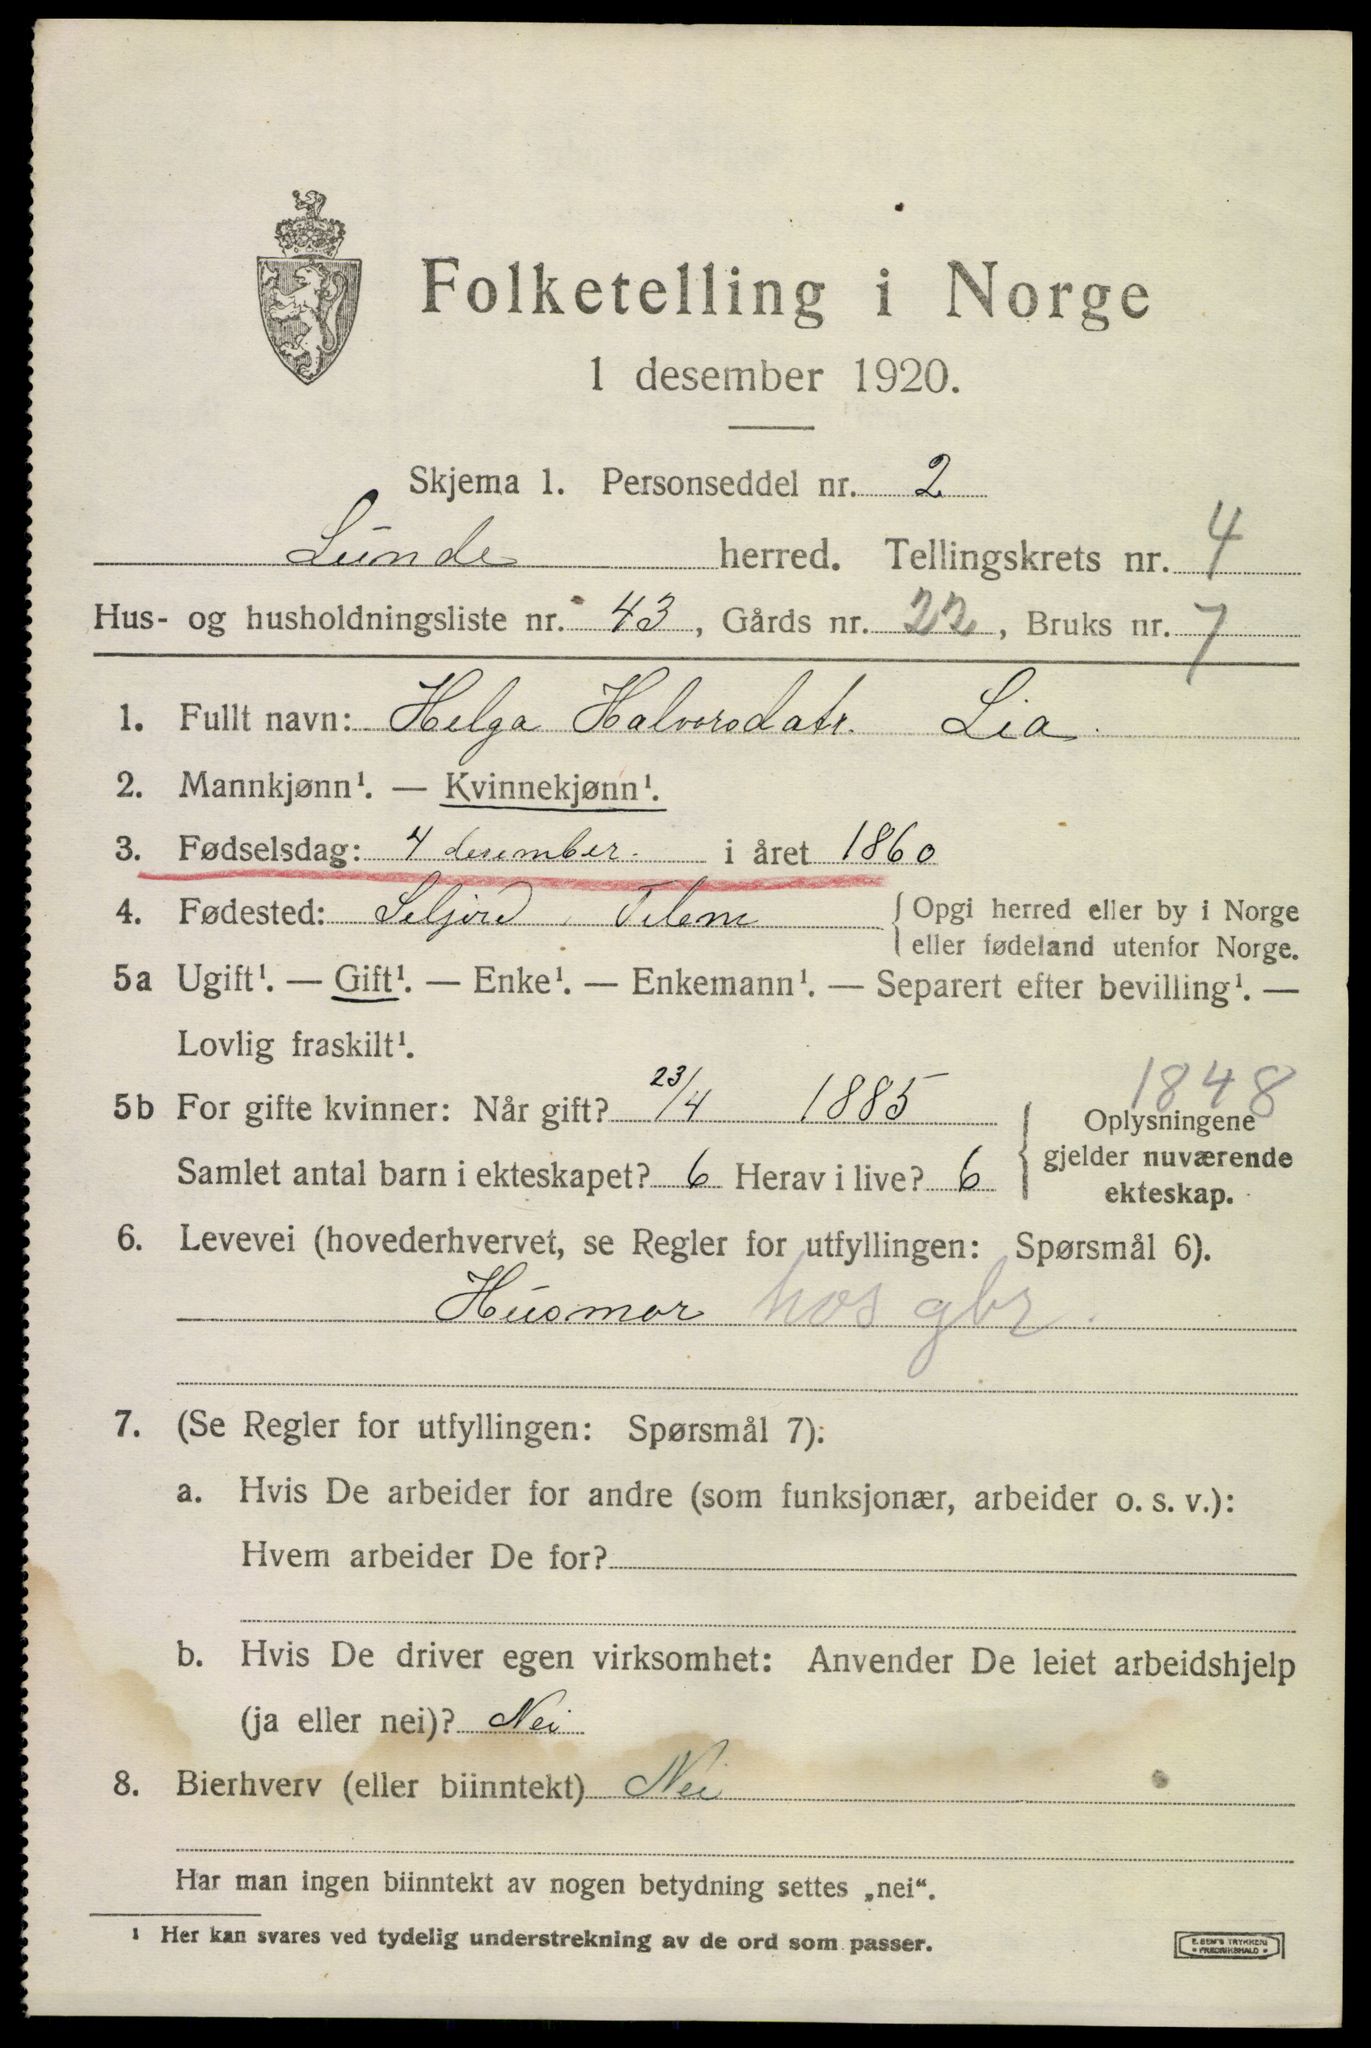 Folketelling i Norge
1 desember 1920.
Skjema 1. Personseddel nr. 2
Lunde herred. Tellingskrets nr. 4
Hus- og husholdningsliste nr. 43, Gårds nr. 22, Bruks nr. 7
1. Fullt navn: Helga Halvorsdatr. Lia.
2. Mannkjønn¹. — Kvinnekjønn¹.
3. Fødselsdag: 4 desember. i året 1860
4. Fødested: Seljord, Telem { Opgi herred eller by i Norge
eller fødeland utenfor Norge.
5a Ugift¹. — Gift¹. — Enke¹. — Enkemann¹. — Separert efter bevilling¹. —
Lovlig fraskilt¹.
1848
5b For gifte kvinner: Når gift? 23/4 1885 { Oplysningene
gjelder nuværende
Samlet antal barn i ekteskapet? 6 Herav i live? 6
ekteskap.
6. Levevei (hovederhvervet, se Regler for utfyllingen: Spørsmål 6).
Husmor hos gbr.
7. (Se Regler for utfyllingen: Spørsmål 7):
a. Hvis De arbeider for andre (som funksjonær, arbeider o. s. v.):
Hvem arbeider De for?
b. Hvis De driver egen virksomhet: Anvender De leiet arbeidshjelp
(ja eller nei)? Nei
8. Bierhverv (eller biinntekt) Nei
Har man ingen biinntekt av nogen betydning settes „nei“.
¹ Her kan svares ved tydelig understrekning av de ord som passer.
E. SEM'S TRYKKERI
• FREDRIKSHALD •